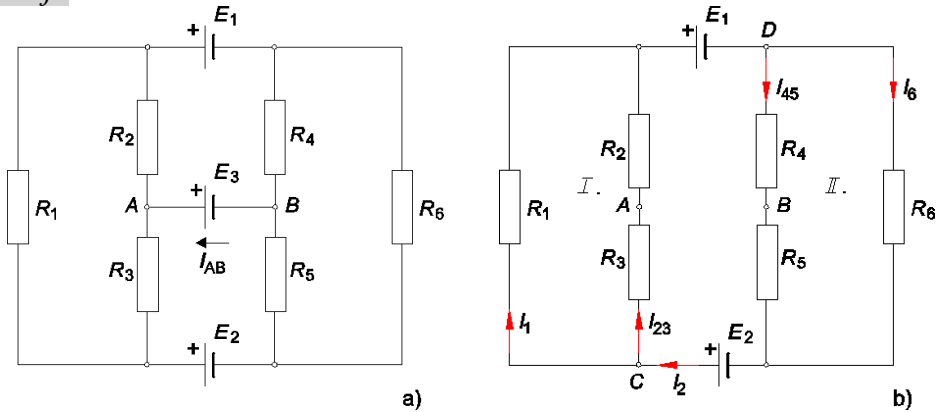 E1 E1 D
+ +
I45 I6
R2 R4 R2 R4
E3
+ I. II.
R1 A B R6 R1 A B R6
IAB
R3 R5 R3 R5
E2 I1 I23 E2
+ +
C I2
a) b)